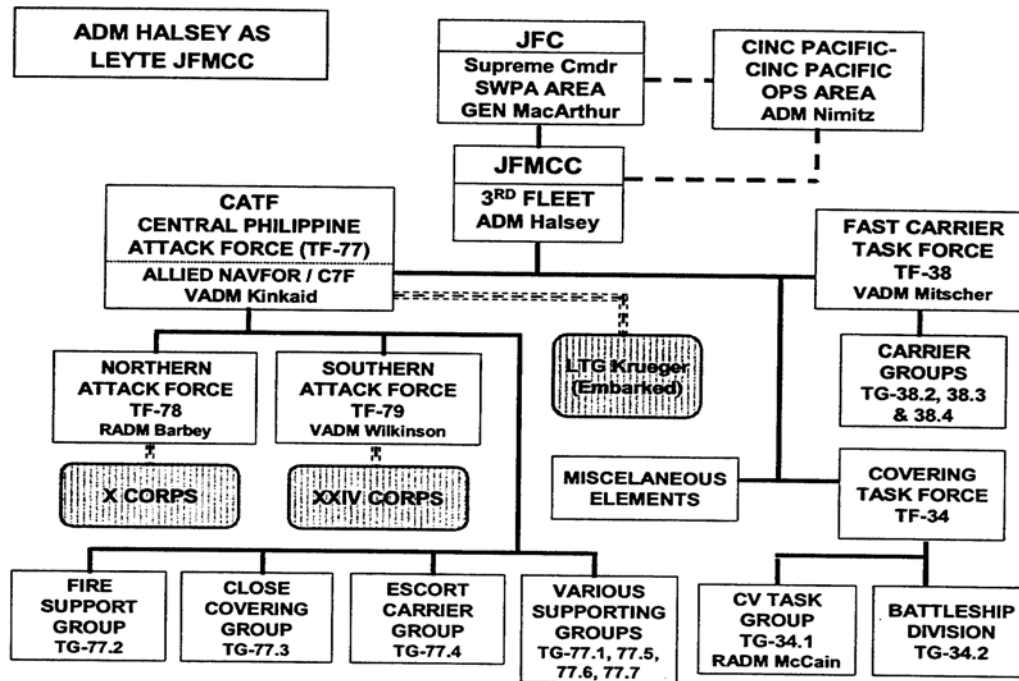 ADM HALSEY AS
LEYTE JFMCC
JFC
Supreme Cmdr
SWPA AREA
GEN MacArthur
CINC PACIFIC-
CINC PACIFIC
OPS AREA
ADM Nimitz
JFMCC
3RD FLEET
ADM Halsey
CATF
CENTRAL PHILIPPINE
ATTACK FORCE (TF-77)
ALLIED NAVFOR / C7F
VADM Kinkaid
FAST CARRIER
TASK FORCE
TF-38
VADM Mitscher
NORTHERN
ATTACK FORCE
TF-78
RADM Barbey
SOUTHERN
ATTACK FORCE
TF-79
VADM Wilkinson
LTG Krueger
(Embarked)
CARRIER
GROUPS
TG-38.2, 38.3
& 38.4
X CORPS
XXIV CORPS
MISCELANEOUS
ELEMENTS
COVERING
TASK FORCE
TF-34
FIRE
SUPPORT
GROUP
TG-77.2
CLOSE
COVERING
GROUP
TG-77.3
ESCORT
CARRIER
GROUP
TG-77.4
VARIOUS
SUPPORTING
GROUPS
TG-77.1, 77.5,
77.6, 77.7
CV TASK
GROUP
TG-34.1
RADM McCain
BATTLESHIP
DIVISION
TG-34.2